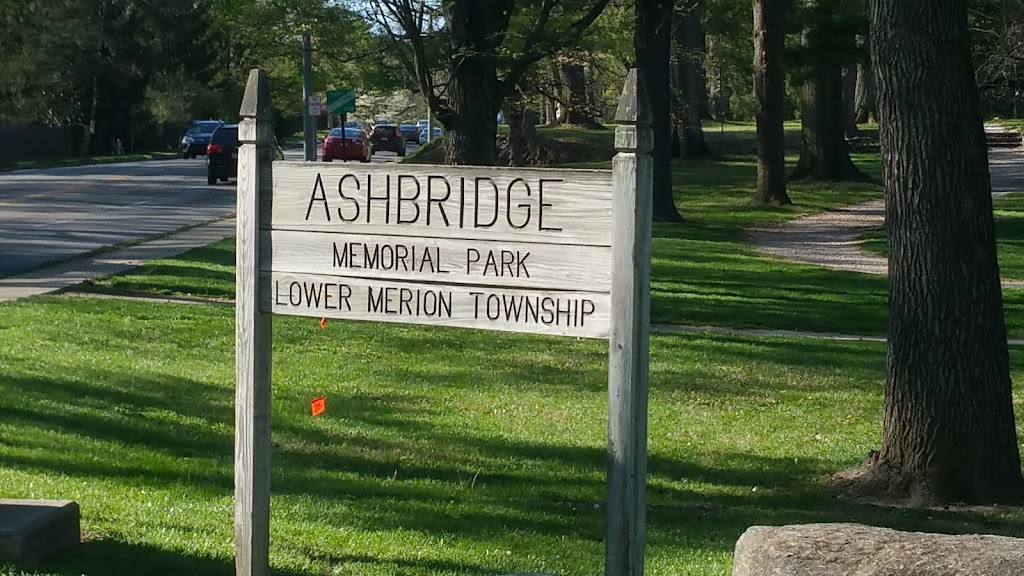 ASHBRIDGE
MEMORIAL PARK
LOWER MERION TOWNSHIP